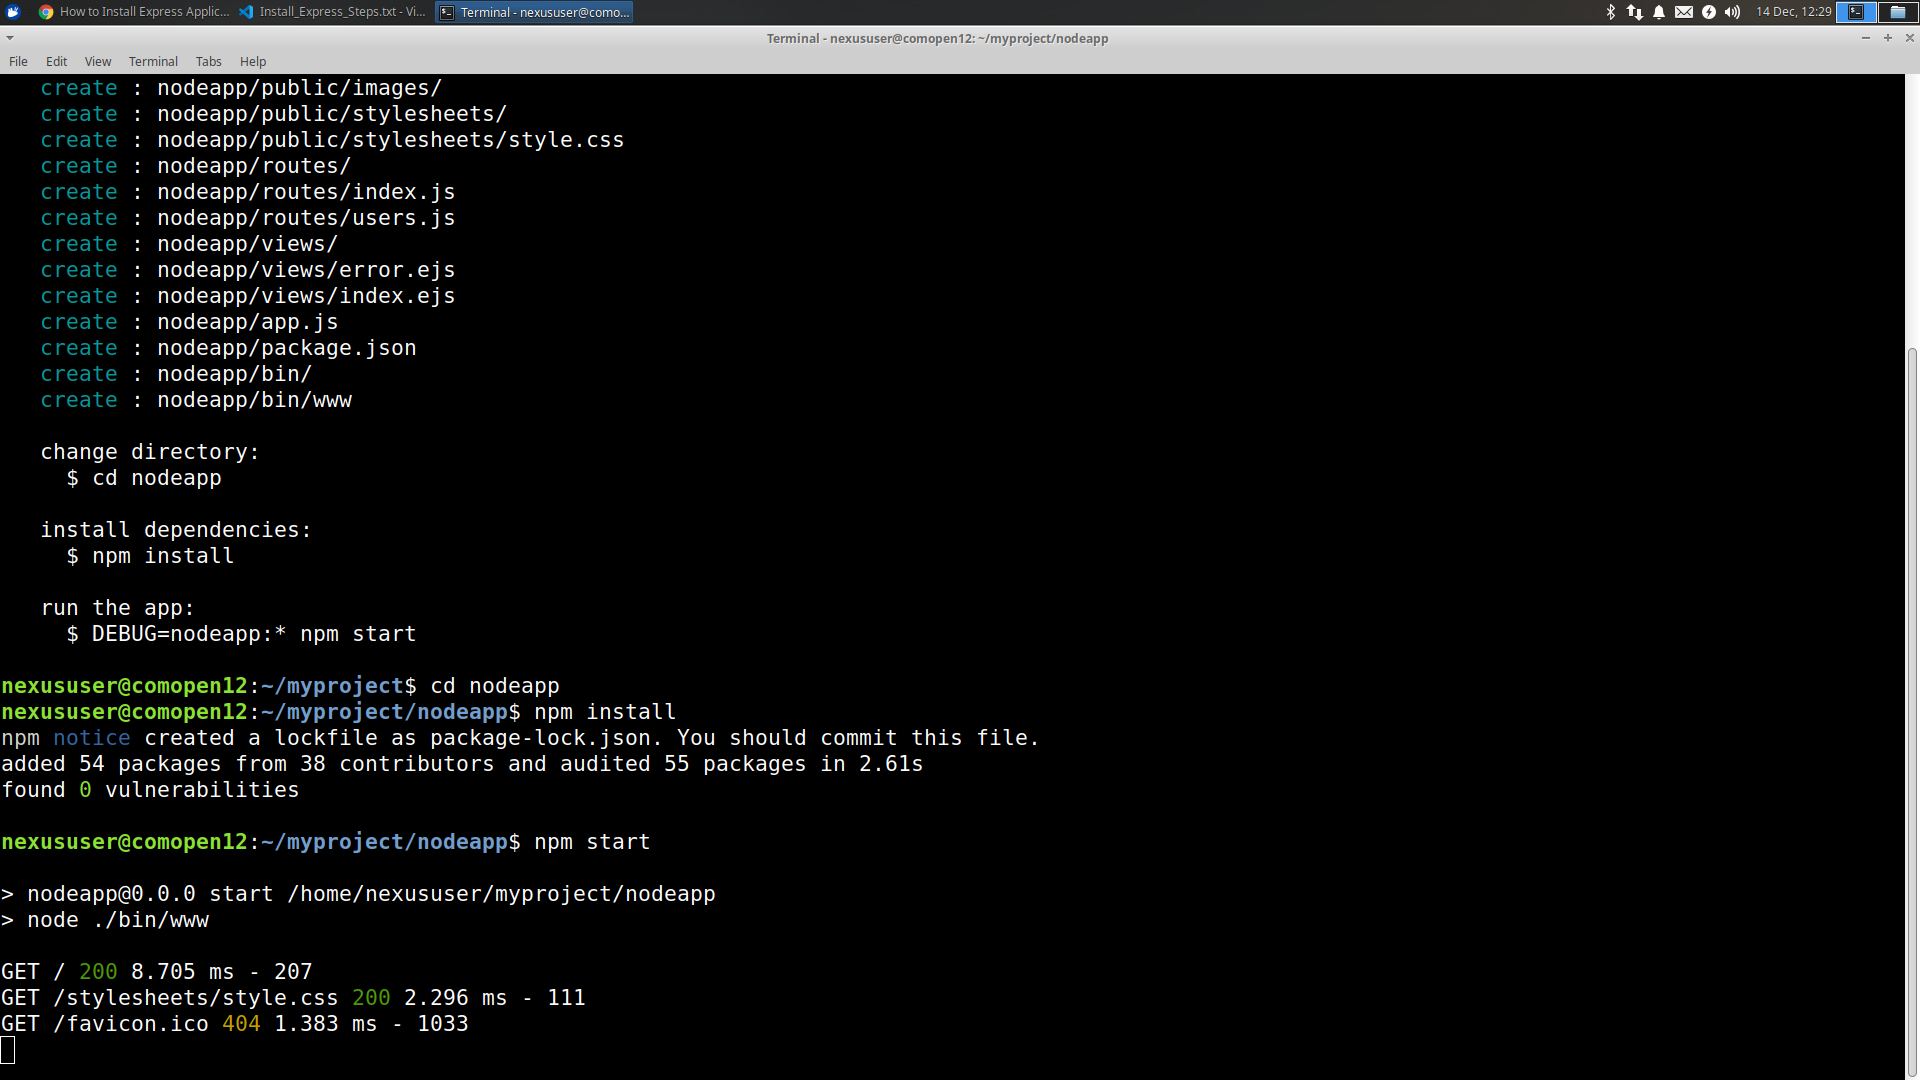 How to Install Express Applic...
Install_Express_Steps.txt - Vi...
Terminal - nexususer@como...
14 Dec, 12:29
Terminal - nexususer@comopen12: ~/myproject/nodeapp
File Edit View Terminal Tabs Help
create : nodeapp/public/images/
create : nodeapp/public/stylesheets/
create : nodeapp/public/stylesheets/style.css
create : nodeapp/routes/
create : nodeapp/routes/index.js
create : nodeapp/routes/users.js
create : nodeapp/views/
create : nodeapp/views/error.ejs
create : nodeapp/views/index.ejs
create : nodeapp/app.js
create : nodeapp/package.json
create : nodeapp/bin/
create : nodeapp/bin/www
change directory:
$ cd nodeapp
install dependencies:
$ npm install
run the app:
$ DEBUG=nodeapp:* npm start
nexususer@comopen12:~/myproject$ cd nodeapp
nexususer@comopen12:~/myproject/nodeapp$ npm install
npm notice created a lockfile as package-lock.json. You should commit this file.
added 54 packages from 38 contributors and audited 55 packages in 2.61s
found 0 vulnerabilities
nexususer@comopen12:~/myproject/nodeapp$ npm start
> nodeapp@0.0.0 start /home/nexususer/myproject/nodeapp
> node ./bin/www
GET / 200 8.705 ms - 207
GET /stylesheets/style.css 200 2.296 ms - 111
GET /favicon.ico 404 1.383 ms - 1033